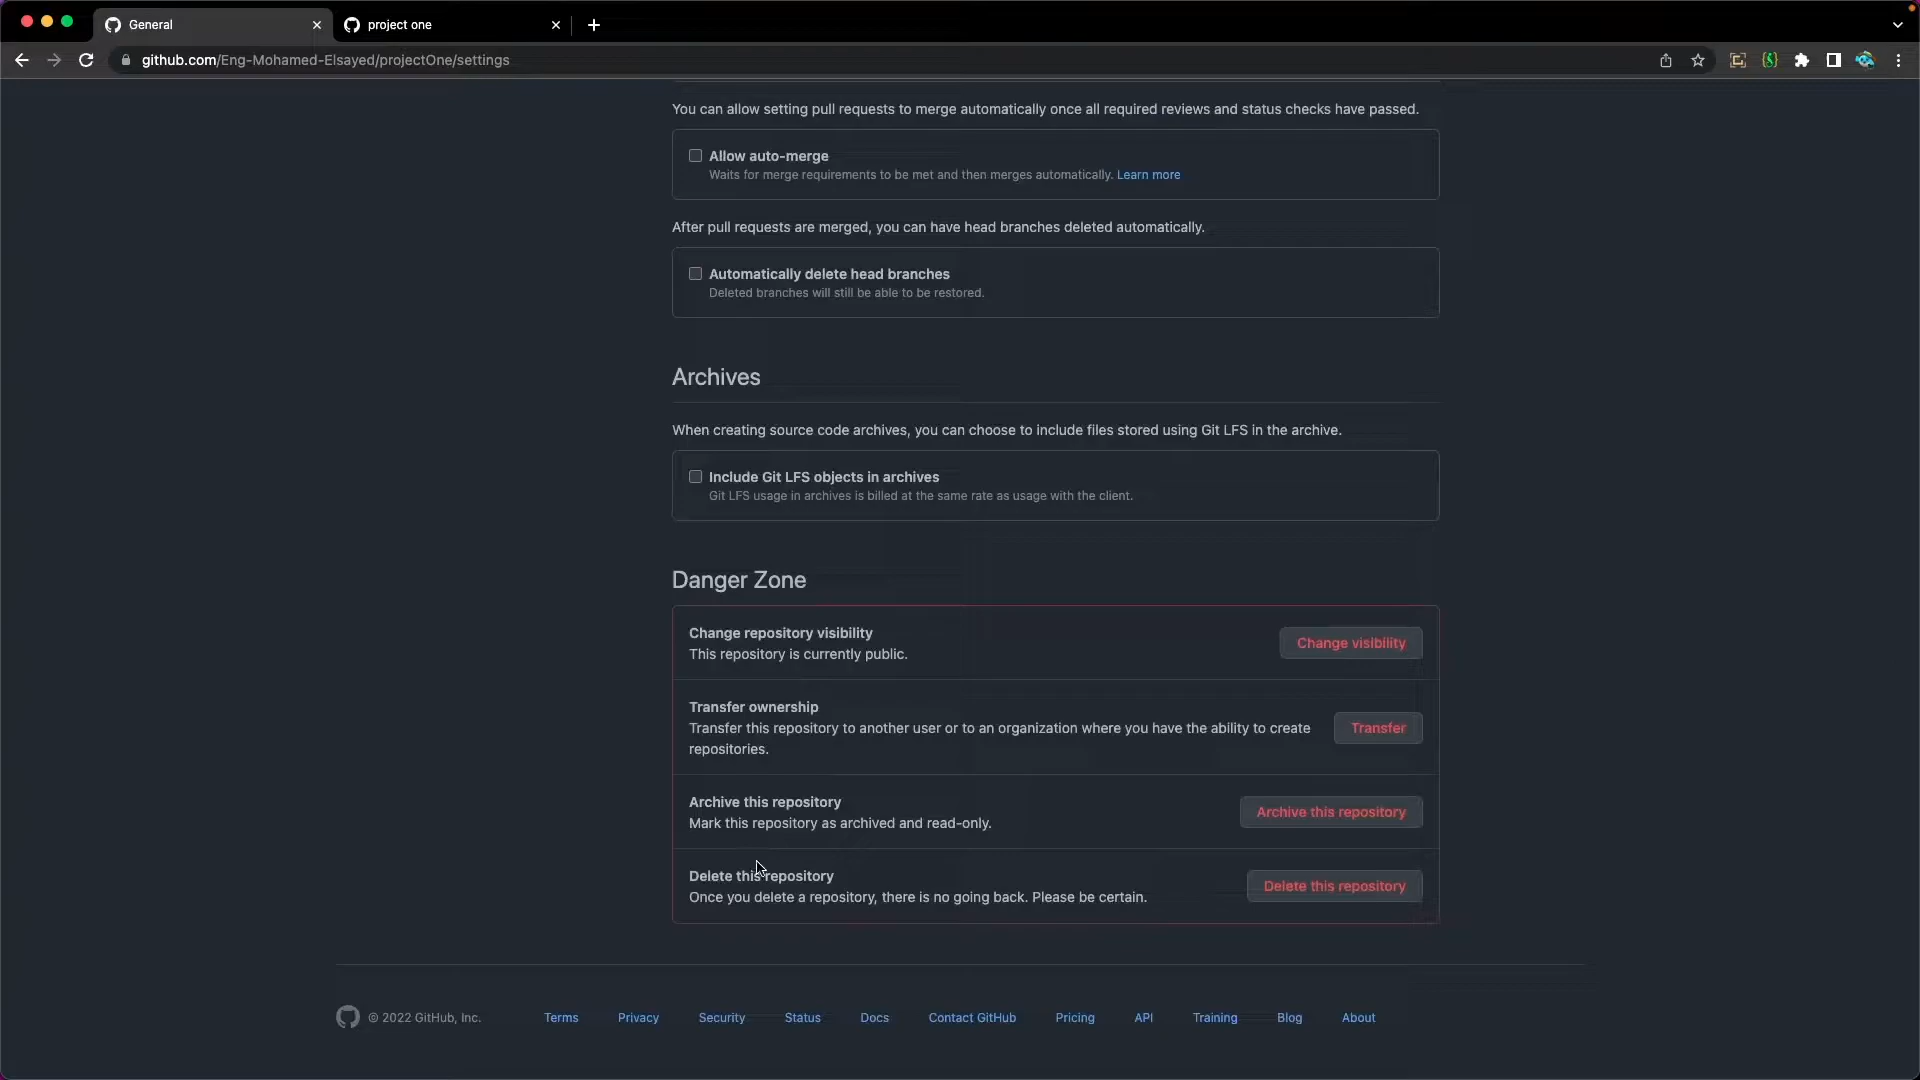 General
project one
github.com/Eng-Mohamed-Elsayed/projectOne/settings
You can allow setting pull requests to merge automatically once all required reviews and status checks have passed.
Allow auto-merge
Waits for merge requirements to be met and then merges automatically. Learn more
After pull requests are merged, you can have head branches deleted automatically.
Automatically delete head branches
Deleted branches will still be able to be restored.
Archives
When creating source code archives, you can choose to include files stored using Git LFS in the archive.
Include Git LFS objects in archives
Git LFS usage in archives is billed at the same rate as usage with the client.
Danger Zone
Change repository visibility
This repository is currently public.
Change visibility
Transfer ownership
Transfer this repository to another user or to an organization where you have the ability to create
repositories.
Transfer
Archive this repository
Mark this repository as archived and read-only.
Archive this repository
Delete this repository
Once you delete a repository, there is no going back. Please be certain.
Delete this repository
© 2022 GitHub, Inc. Terms Privacy Security Status Docs Contact GitHub Pricing API Training Blog About